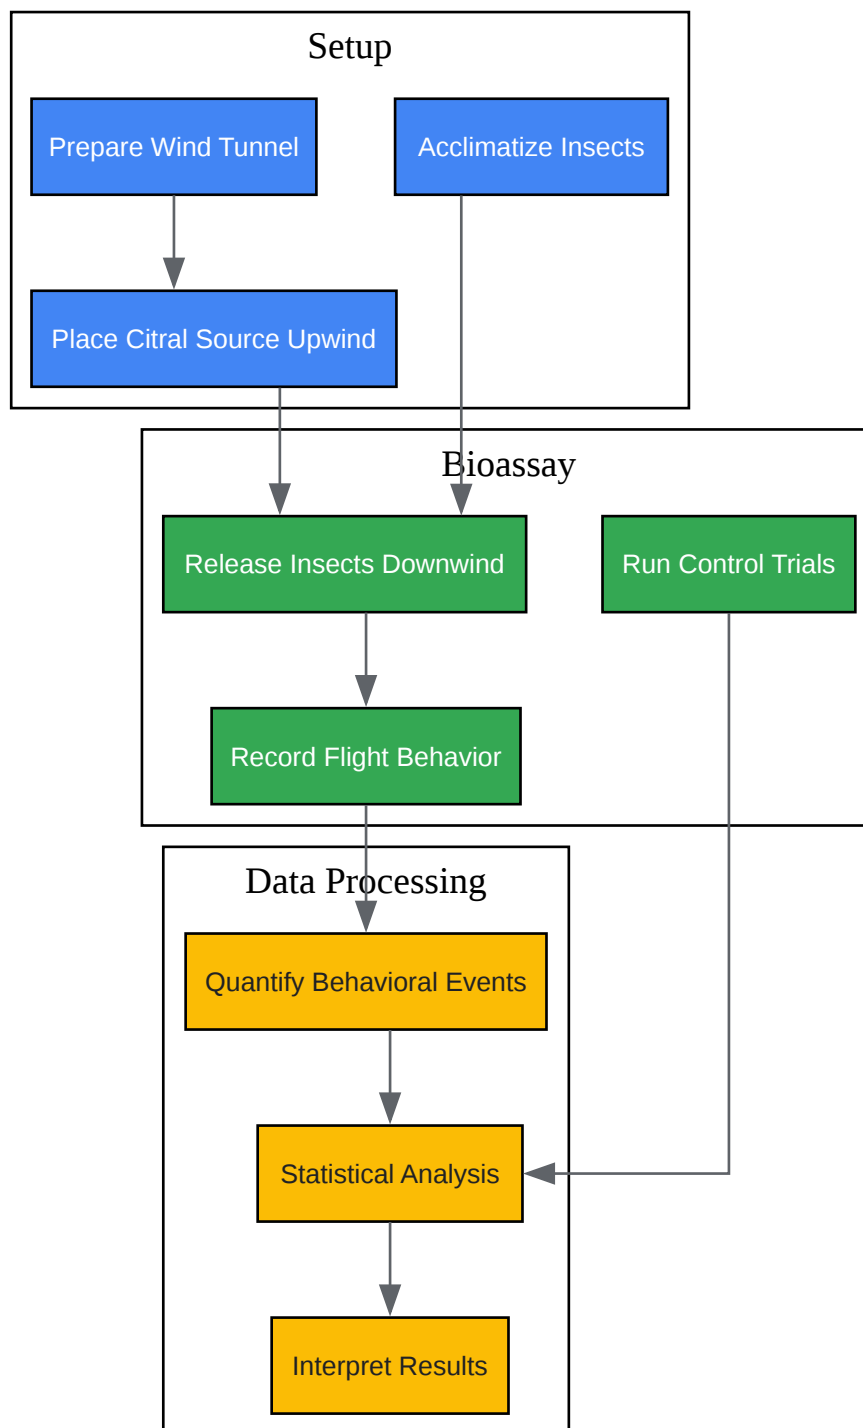 Setup
Prepare Wind Tunnel
Acclimatize Insects
Place Citral Source Upwind
Bioassay
Release Insects Downwind
Run Control Trials
Record Flight Behavior
Data Processing
Quantify Behavioral Events
Statistical Analysis
Interpret Results